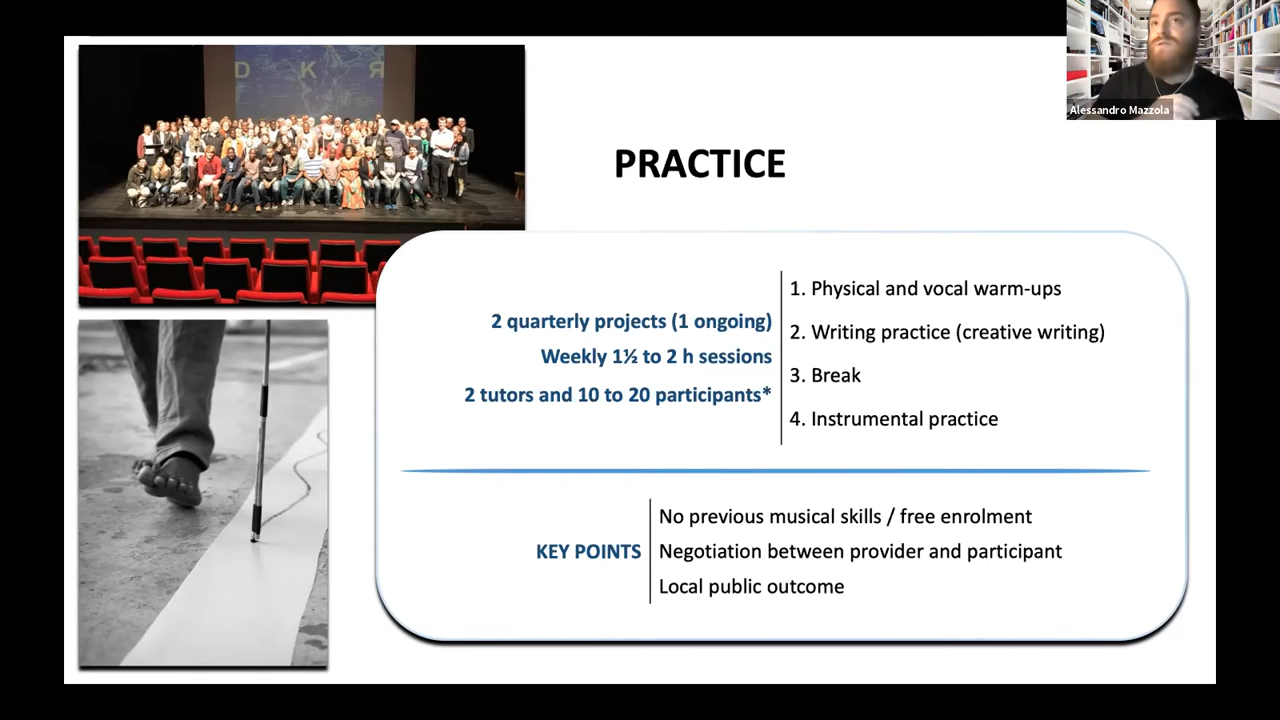 D K Я
Alessandro Mazzola
PRACTICE
2 quarterly projects (1 ongoing)
Weekly 1½ to 2 h sessions
2 tutors and 10 to 20 participants*
1. Physical and vocal warm-ups
2. Writing practice (creative writing)
3. Break
4. Instrumental practice
KEY POINTS
No previous musical skills / free enrolment
Negotiation between provider and participant
Local public outcome